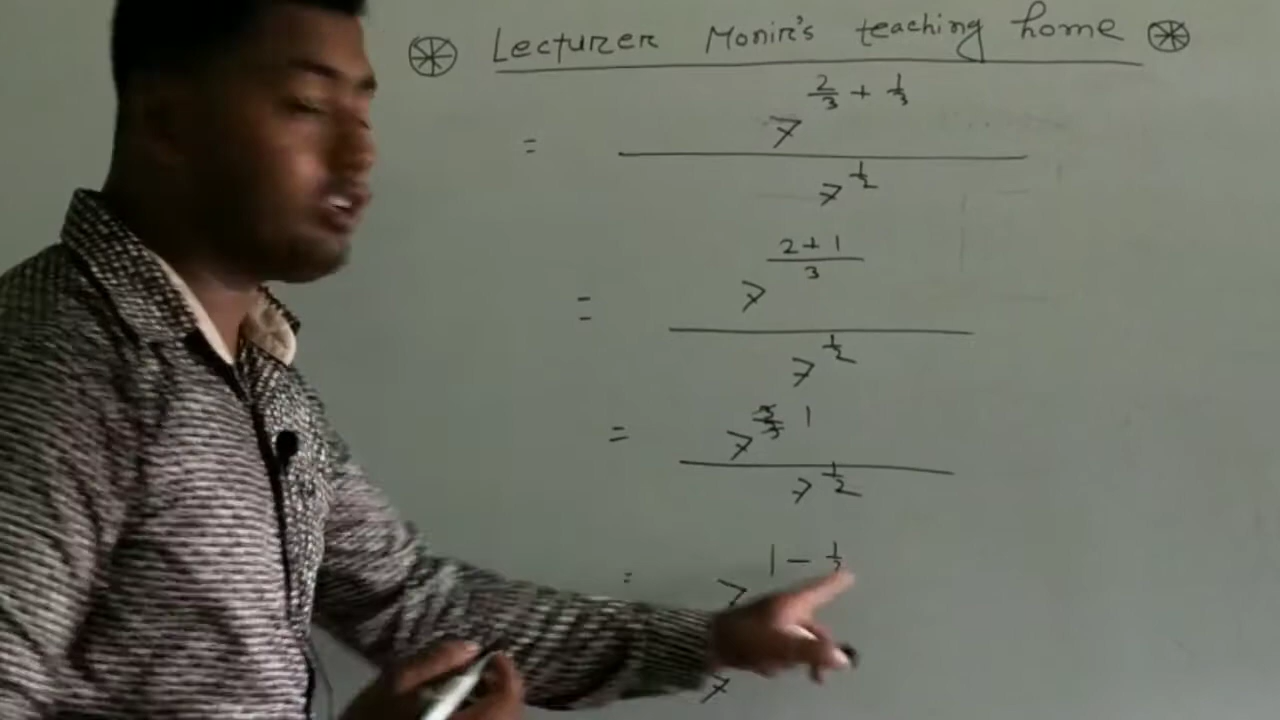 Lecturer Monir's teaching home
= 7^(2/3 + 1/3) / 7^(1/2)
= 7^((2+1)/3) / 7^(1/2)
= 7^(3/3 1) / 7^(1/2)
= 7^(1 - 1/2)
7